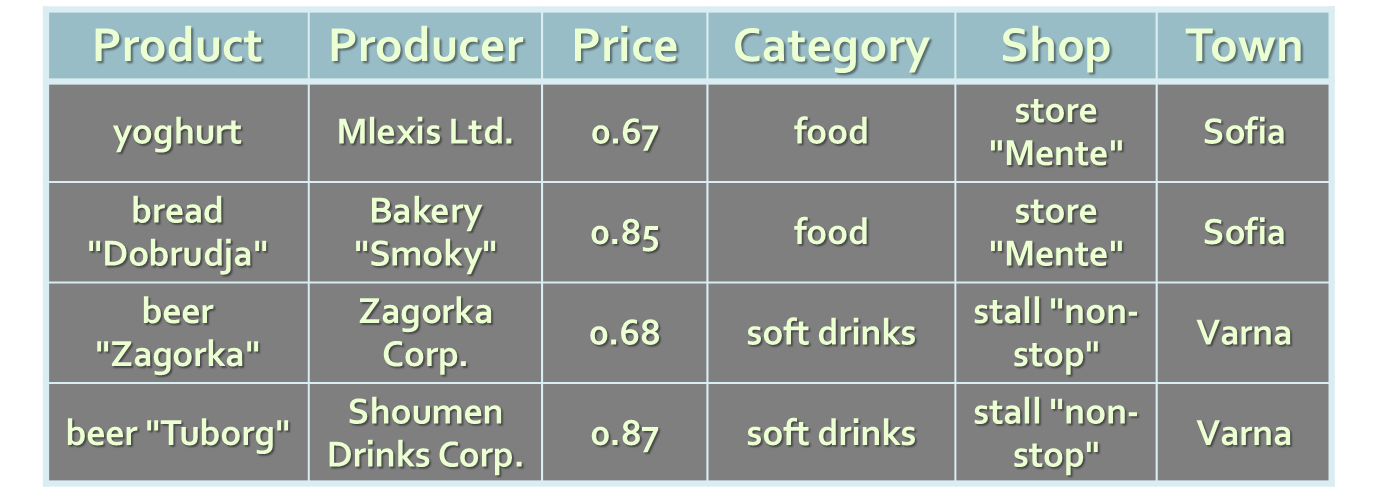 Product Producer Price Category Shop Town
yoghurt Mlexis Ltd. 0.67 food store "Mente" Sofia
bread "Dobrudja" Bakery "Smoky" 0.85 food store "Mente" Sofia
beer "Zagorka" Zagorka Corp. 0.68 soft drinks stall "non-stop" Varna
beer "Tuborg" Shoumen Drinks Corp. 0.87 soft drinks stall "non-stop" Varna